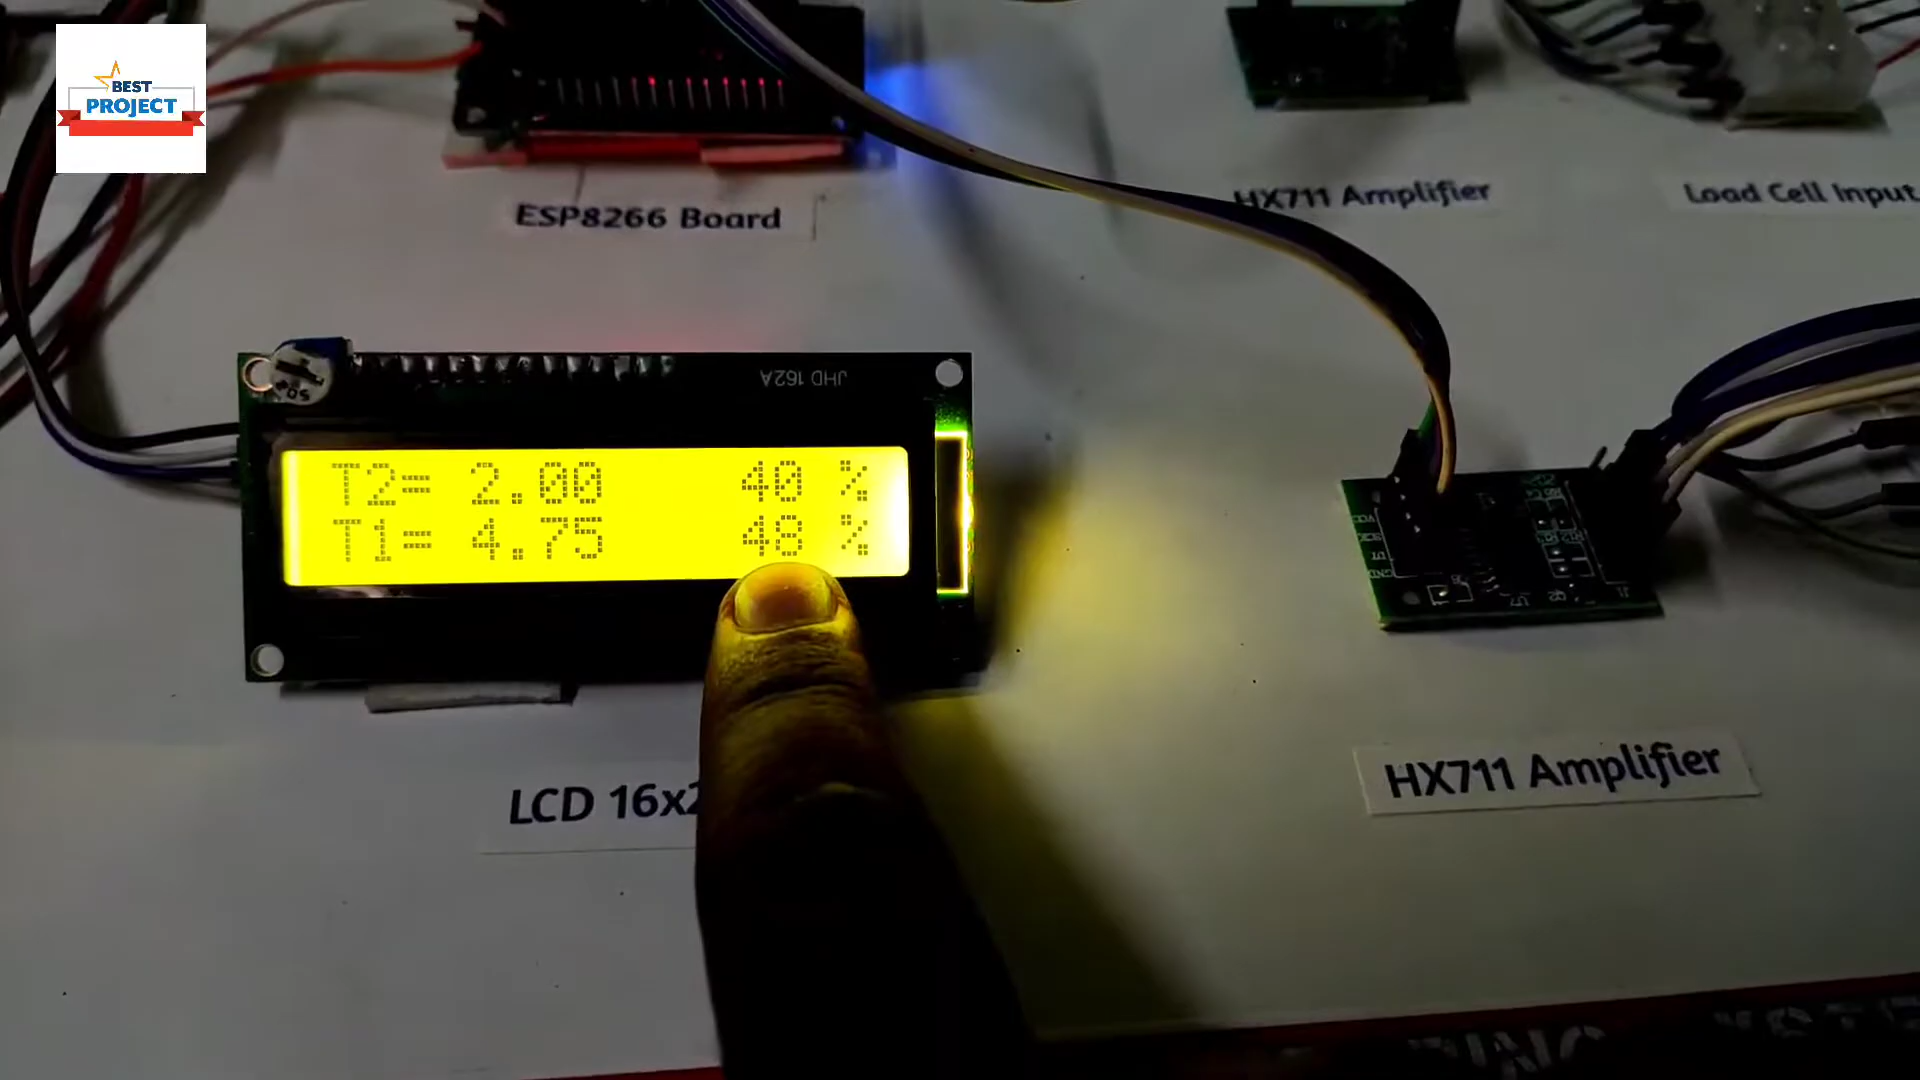 BEST
PROJECT
ESP8266 Board
HX711 Amplifier
Load Cell Input
JHD 162A
T2= 2.00 40 %
T1= 4.75 48 %
LCD 16x2
HX711 Amplifier